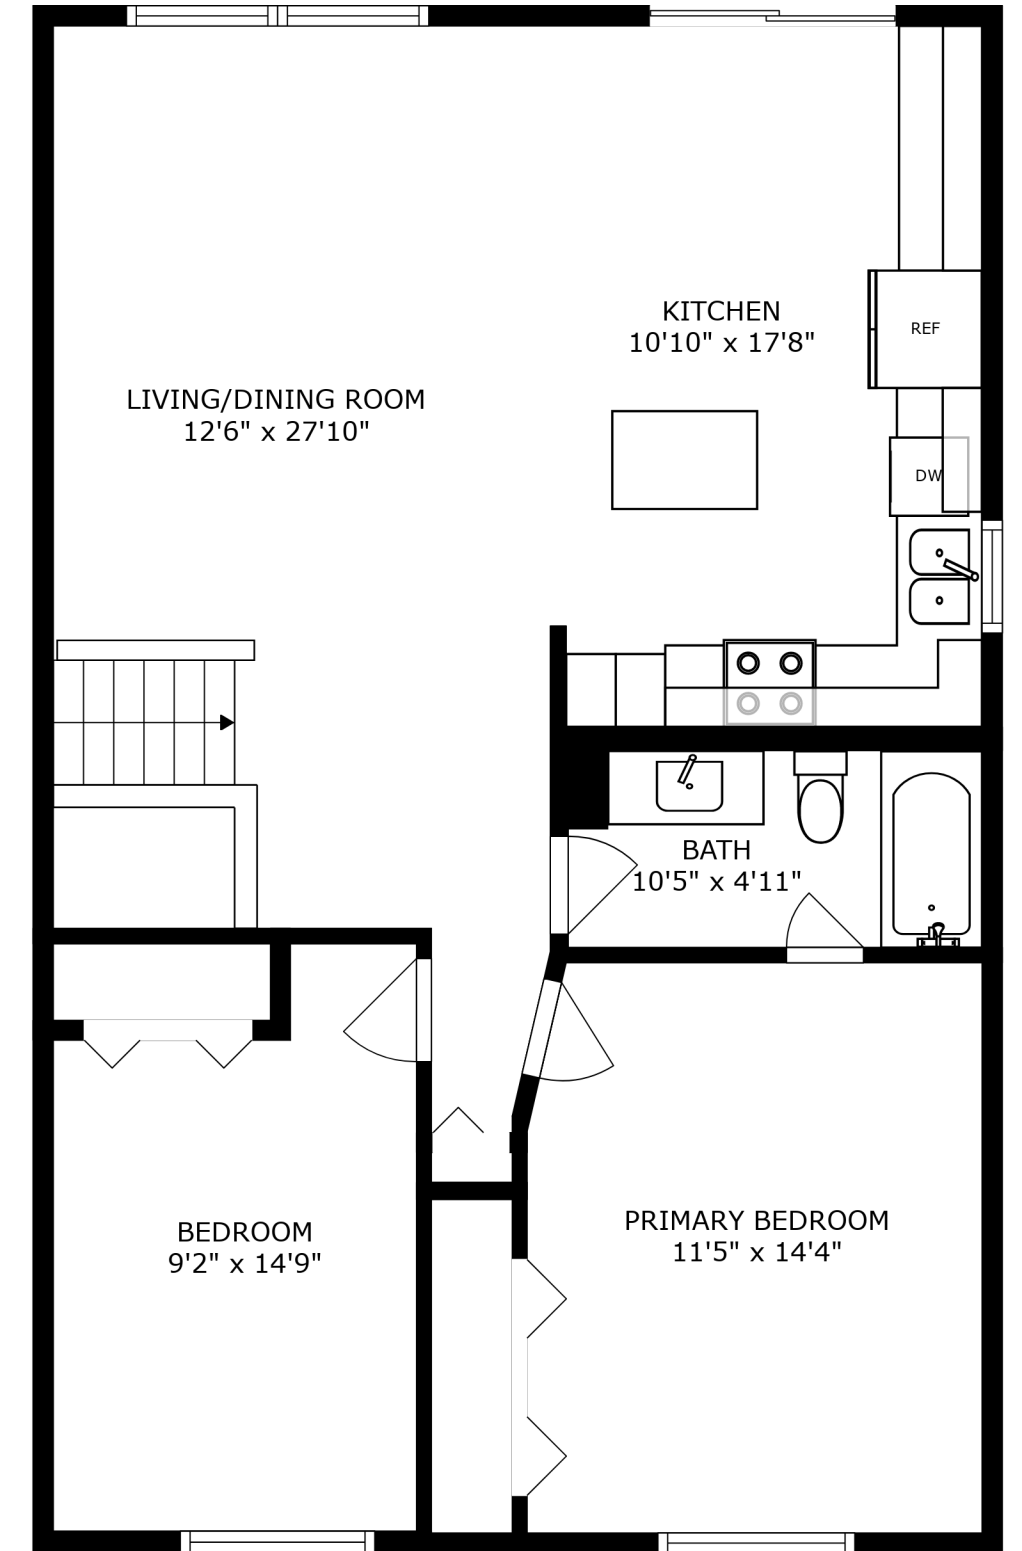 KITCHEN
10'10" x 17'8"
REF
LIVING/DINING ROOM
12'6" x 27'10"
DW
BATH
10'5" x 4'11"
PRIMARY BEDROOM
11'5" x 14'4"
BEDROOM
9'2" x 14'9"